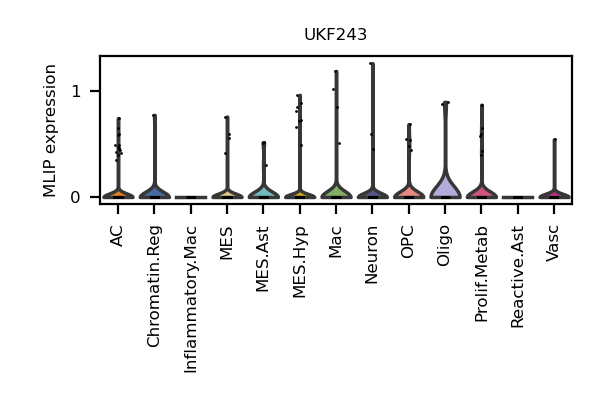 UKF243
MLIP expression
1
0
AC
Chromatin.Reg
Inflammatory.Mac
MES
MES.Ast
MES.Hyp
Mac
Neuron
OPC
Oligo
Prolif.Metab
Reactive.Ast
Vasc